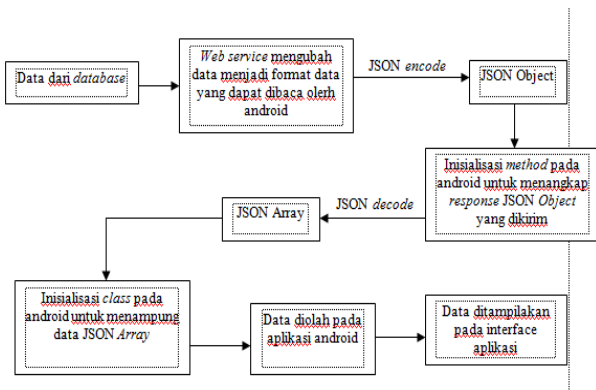 Data dari database
Web service mengubah
data menjadi format data
yang dapat dibaca olerh
android
JSON encode
JSON Object
Inisialisasi method pada
android untuk menangkap
response JSON Object
yang dikirim
JSON decode
JSON Array
Inisialisasi class pada
android untuk menampung
data JSON Array
Data diolah pada
aplikasi android
Data ditampilakan
pada interface
aplikasi